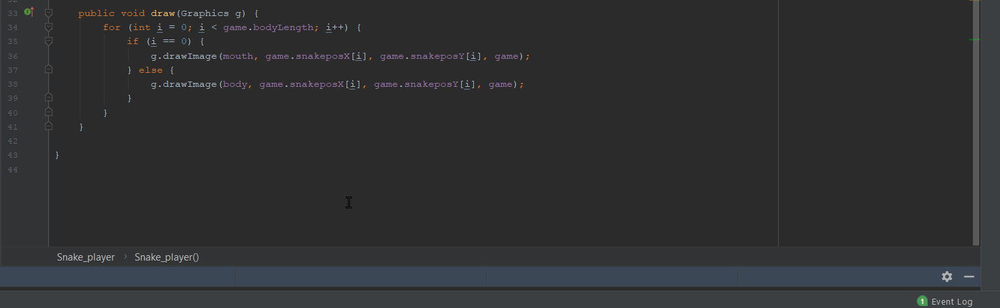 33 public void draw(Graphics g) {
34 for (int i = 0; i < game.bodyLength; i++) {
35 if (i == 0) {
36 g.drawImage(mouth, game.snakeposX[i], game.snakeposY[i], game);
37 } else {
38 g.drawImage(body, game.snakeposX[i], game.snakeposY[i], game);
39 }
40 }
41 }
42
43 }
44
Snake_player › Snake_player()
1 Event Log